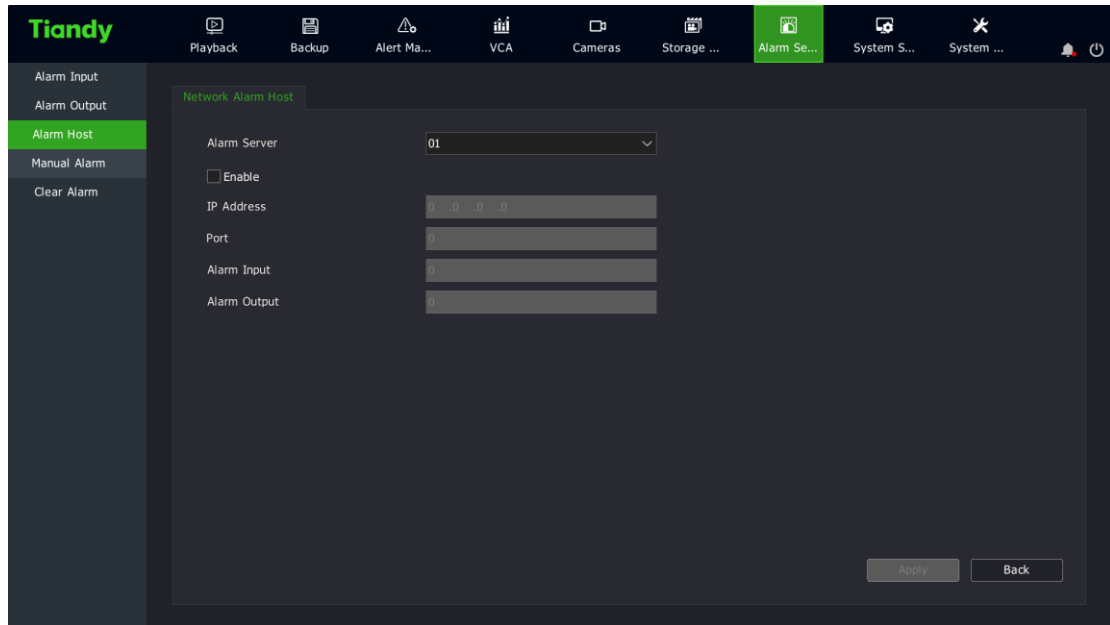 Tiandy
Playback
Backup
Alert Ma...
VCA
Cameras
Storage ...
Alarm Se...
System S...
System ...
Alarm Input
Alarm Output
Alarm Host
Manual Alarm
Clear Alarm
Network Alarm Host
Alarm Server 01
Enable
IP Address 0 .0 .0 .0
Port 0
Alarm Input 0
Alarm Output 0
Apply Back